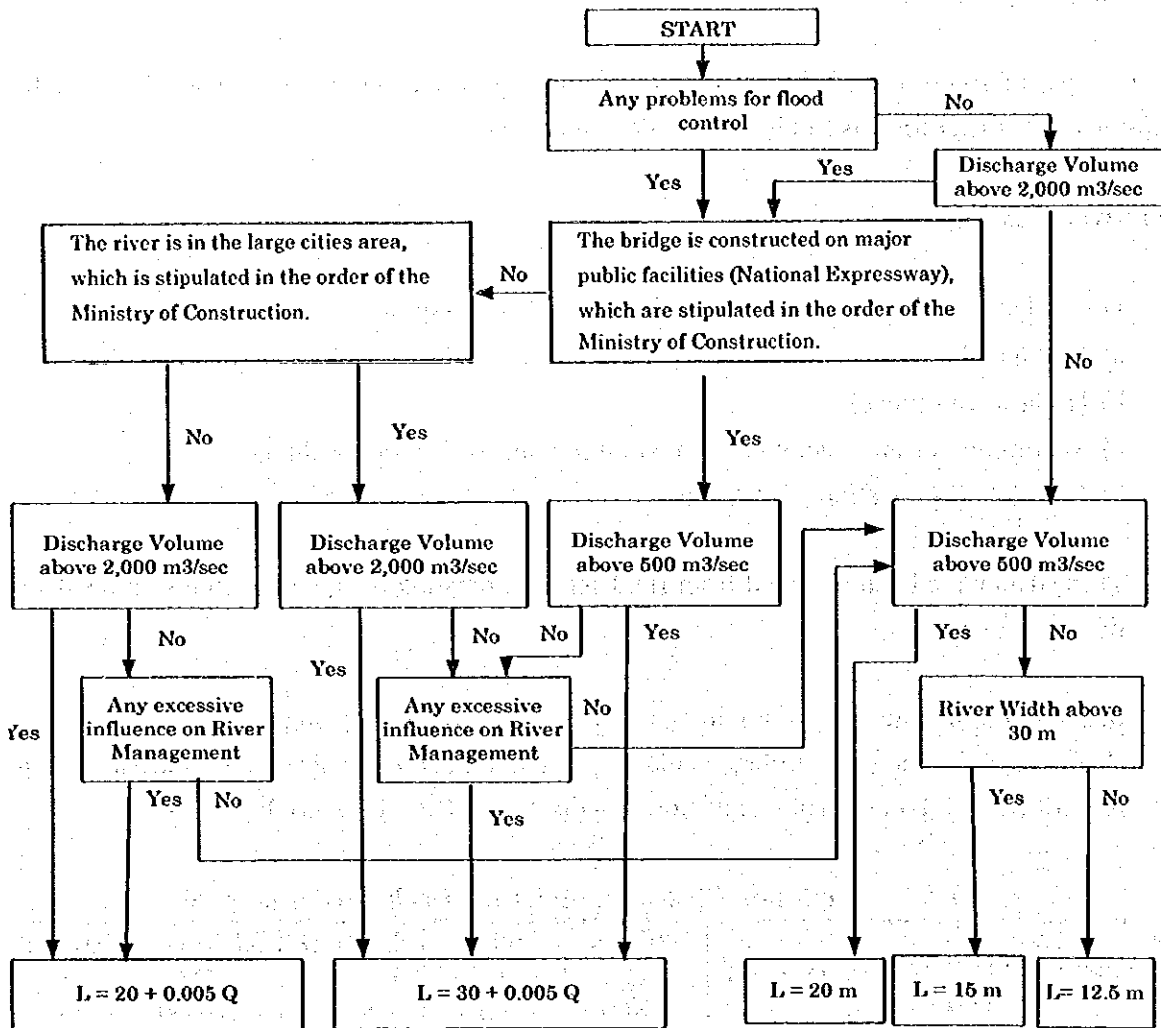 START
Any problems for flood
control
No
Yes
Yes
Discharge Volume
above 2,000 m3/sec
The river is in the large cities area,
which is stipulated in the order of the
Ministry of Construction.
No
The bridge is constructed on major
public facilities (National Expressway),
which are stipulated in the order of the
Ministry of Construction.
No
No
Yes
Yes
Discharge Volume
above 2,000 m3/sec
Discharge Volume
above 2,000 m3/sec
Discharge Volume
above 500 m3/sec
Discharge Volume
above 500 m3/sec
No
No
No
Yes
Yes
No
Yes
Yes
Any excessive
influence on River
Management
Any excessive
influence on River
Management
No
River Width above
30 m
Yes
No
Yes
Yes
No
L = 20 + 0.005 Q
L = 30 + 0.005 Q
L = 20 m
L = 15 m
L= 12.5 m